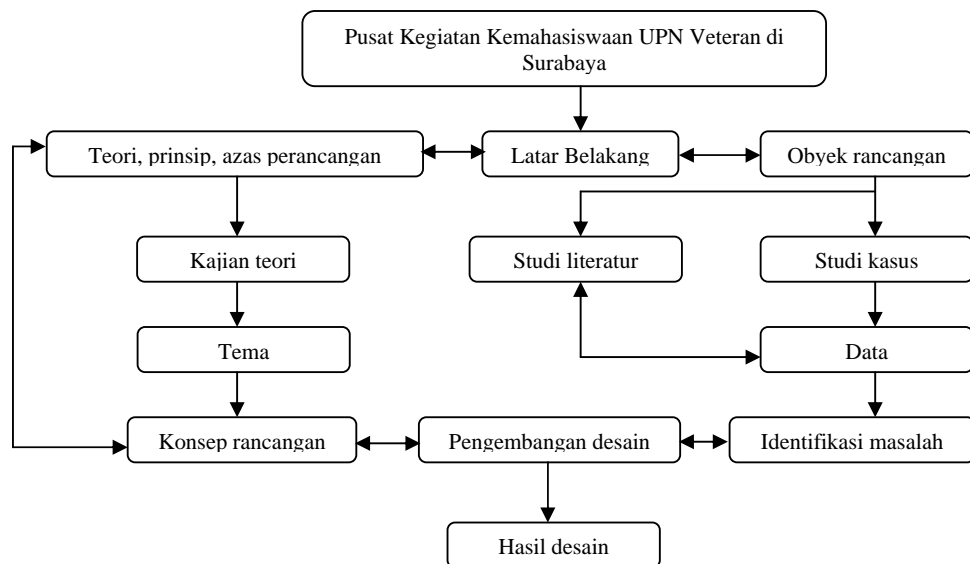 Pusat Kegiatan Kemahasiswaan UPN Veteran di
Surabaya
Teori, prinsip, azas perancangan
Latar Belakang
Obyek rancangan
Kajian teori
Studi literatur
Studi kasus
Tema
Data
Konsep rancangan
Pengembangan desain
Identifikasi masalah
Hasil desain